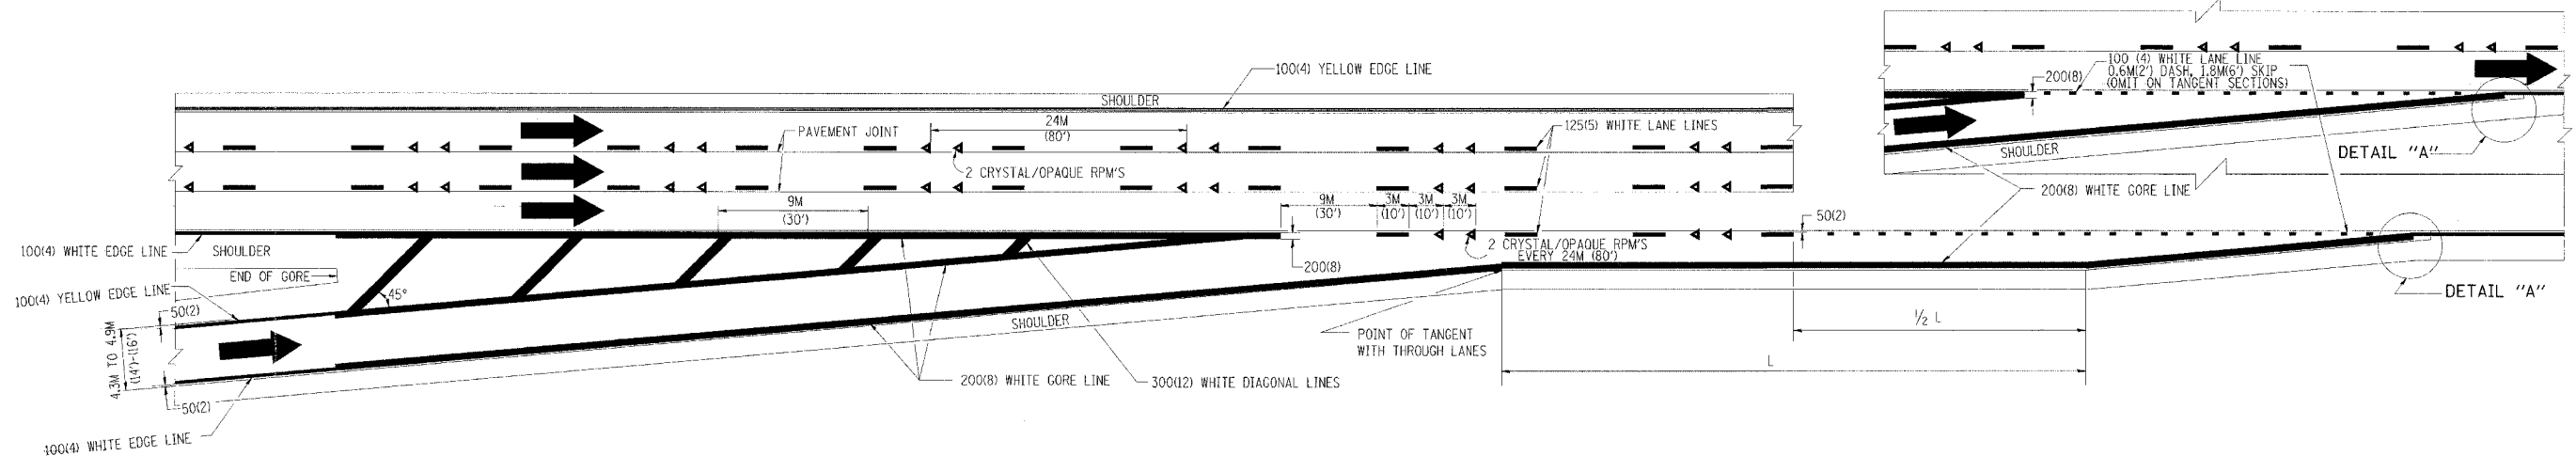 100(4) YELLOW EDGE LINE
SHOULDER
24M
(80')
PAVEMENT JOINT
125(5) WHITE LANE LINES
2 CRYSTAL/OPAQUE RPM'S
9M
(30')
9M
(30')
3M
(10')
3M
(10')
3M
(10')
100(4) WHITE EDGE LINE
SHOULDER
END OF GORE
100(4) YELLOW EDGE LINE
50(2)
45°
4.3M TO 4.9M
(14')-(16')
50(2)
100(4) WHITE EDGE LINE
200(8)
2 CRYSTAL/OPAQUE RPM'S
EVERY 24M (80')
SHOULDER
200(8) WHITE GORE LINE
300(12) WHITE DIAGONAL LINES
POINT OF TANGENT
WITH THROUGH LANES
50(2)
1/2 L
L
200(8)
100 (4) WHITE LANE LINE
0.6M(2') DASH, 1.8M(6') SKIP
(OMIT ON TANGENT SECTIONS)
SHOULDER
DETAIL "A"
200(8) WHITE GORE LINE
DETAIL "A"